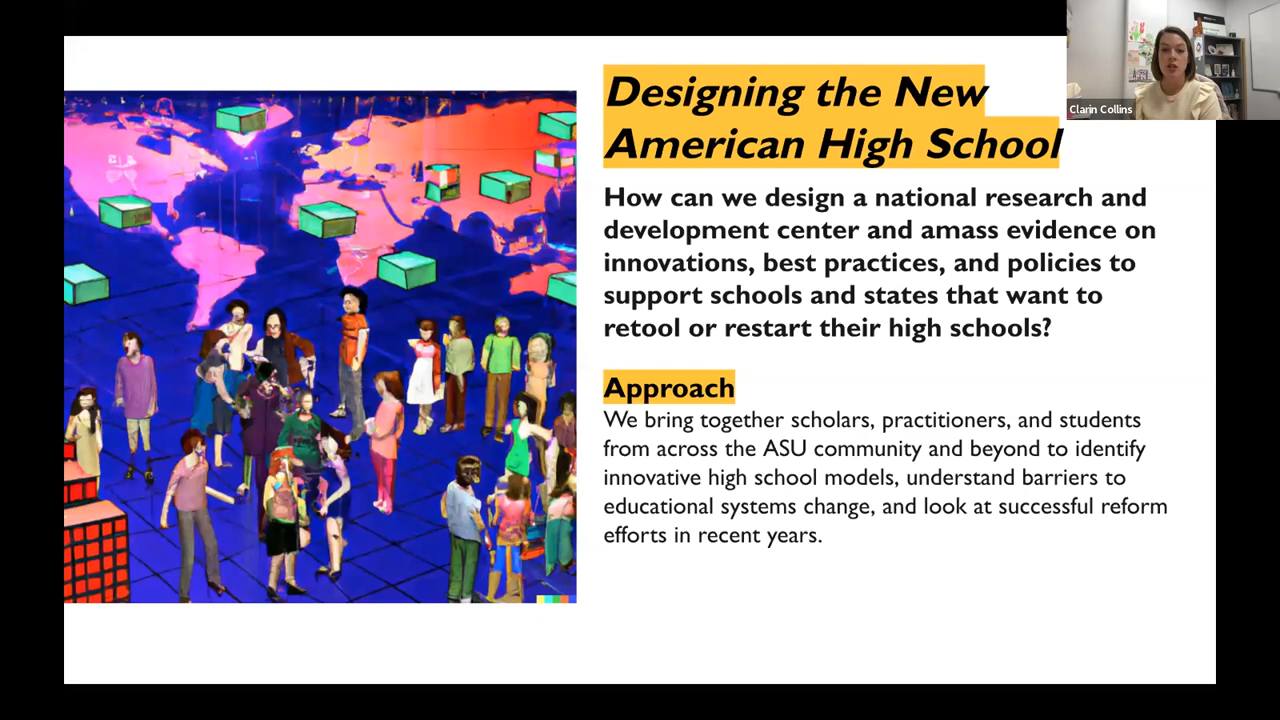 Designing the New
American High School
How can we design a national research and
development center and amass evidence on
innovations, best practices, and policies to
support schools and states that want to
retool or restart their high schools?
Approach
We bring together scholars, practitioners, and students
from across the ASU community and beyond to identify
innovative high school models, understand barriers to
educational systems change, and look at successful reform
efforts in recent years.
Clarin Collins